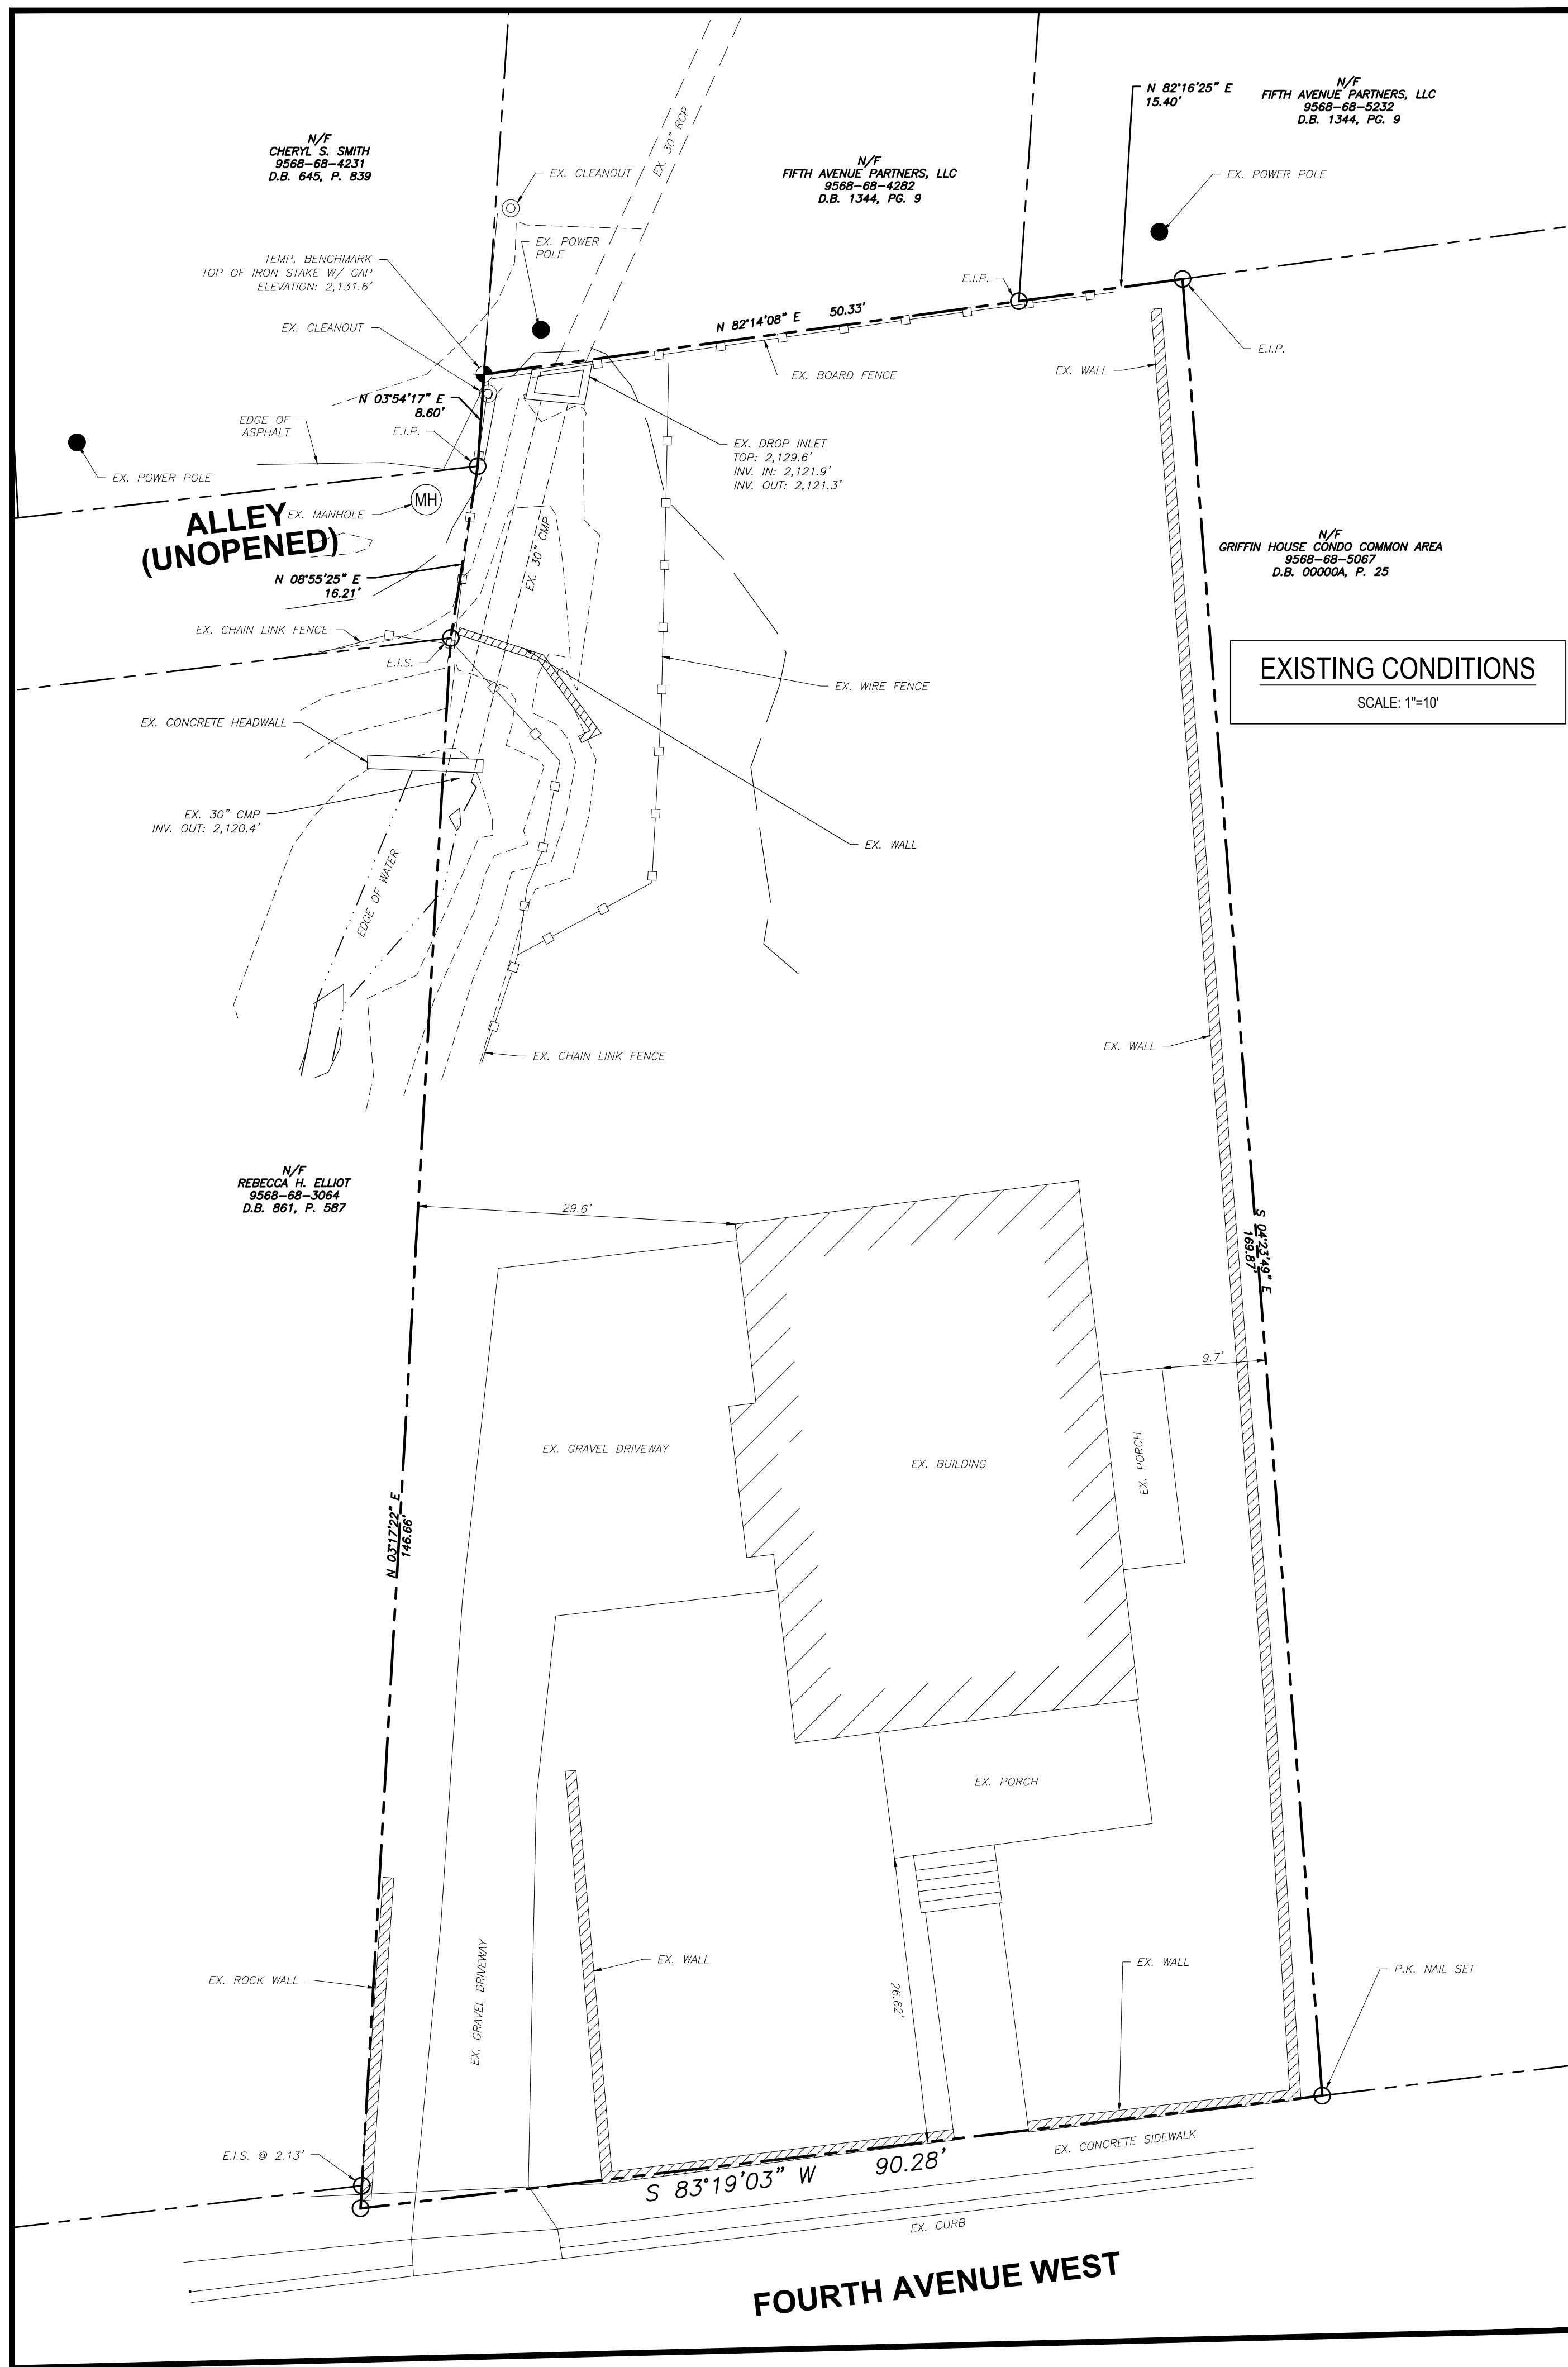 N 82°16'25" E
15.40'
N/F
FIFTH AVENUE PARTNERS, LLC
9568-68-5232
D.B. 1344, PG. 9
N/F
CHERYL S. SMITH
9568-68-4231
D.B. 645, P. 839
EX. 30" RCP
EX. CLEANOUT
N/F
FIFTH AVENUE PARTNERS, LLC
9568-68-4282
D.B. 1344, PG. 9
EX. POWER POLE
EX. POWER
POLE
TEMP. BENCHMARK
TOP OF IRON STAKE W/ CAP
ELEVATION: 2,131.6'
E.I.P.
N 82°14'08" E 50.33'
EX. CLEANOUT
E.I.P.
EX. BOARD FENCE
EX. WALL
N 03°54'17" E
8.60'
EDGE OF
ASPHALT
E.I.P.
EX. DROP INLET
TOP: 2,129.6'
INV. IN: 2,121.9'
INV. OUT: 2,121.3'
EX. POWER POLE
MH
EX. MANHOLE
ALLEY
(UNOPENED)
EX. 30" CMP
N/F
GRIFFIN HOUSE CONDO COMMON AREA
9568-68-5067
D.B. 00000A, P. 25
N 08°55'25" E
16.21'
EX. CHAIN LINK FENCE
E.I.S.
EX. WIRE FENCE
EXISTING CONDITIONS
SCALE: 1"=10'
EX. CONCRETE HEADWALL
EX. 30" CMP
INV. OUT: 2,120.4'
EX. WALL
EDGE OF WATER
EX. WALL
EX. CHAIN LINK FENCE
N/F
REBECCA H. ELLIOT
9568-68-3064
D.B. 861, P. 587
29.6'
S 04°23'49" E
169.87'
9.7'
EX. GRAVEL DRIVEWAY
EX. BUILDING
EX. PORCH
N 03°17'22" E
146.66'
EX. PORCH
EX. ROCK WALL
EX. GRAVEL DRIVEWAY
EX. WALL
26.62'
EX. WALL
P.K. NAIL SET
E.I.S. @ 2.13'
EX. CONCRETE SIDEWALK
S 83°19'03" W 90.28'
EX. CURB
FOURTH AVENUE WEST